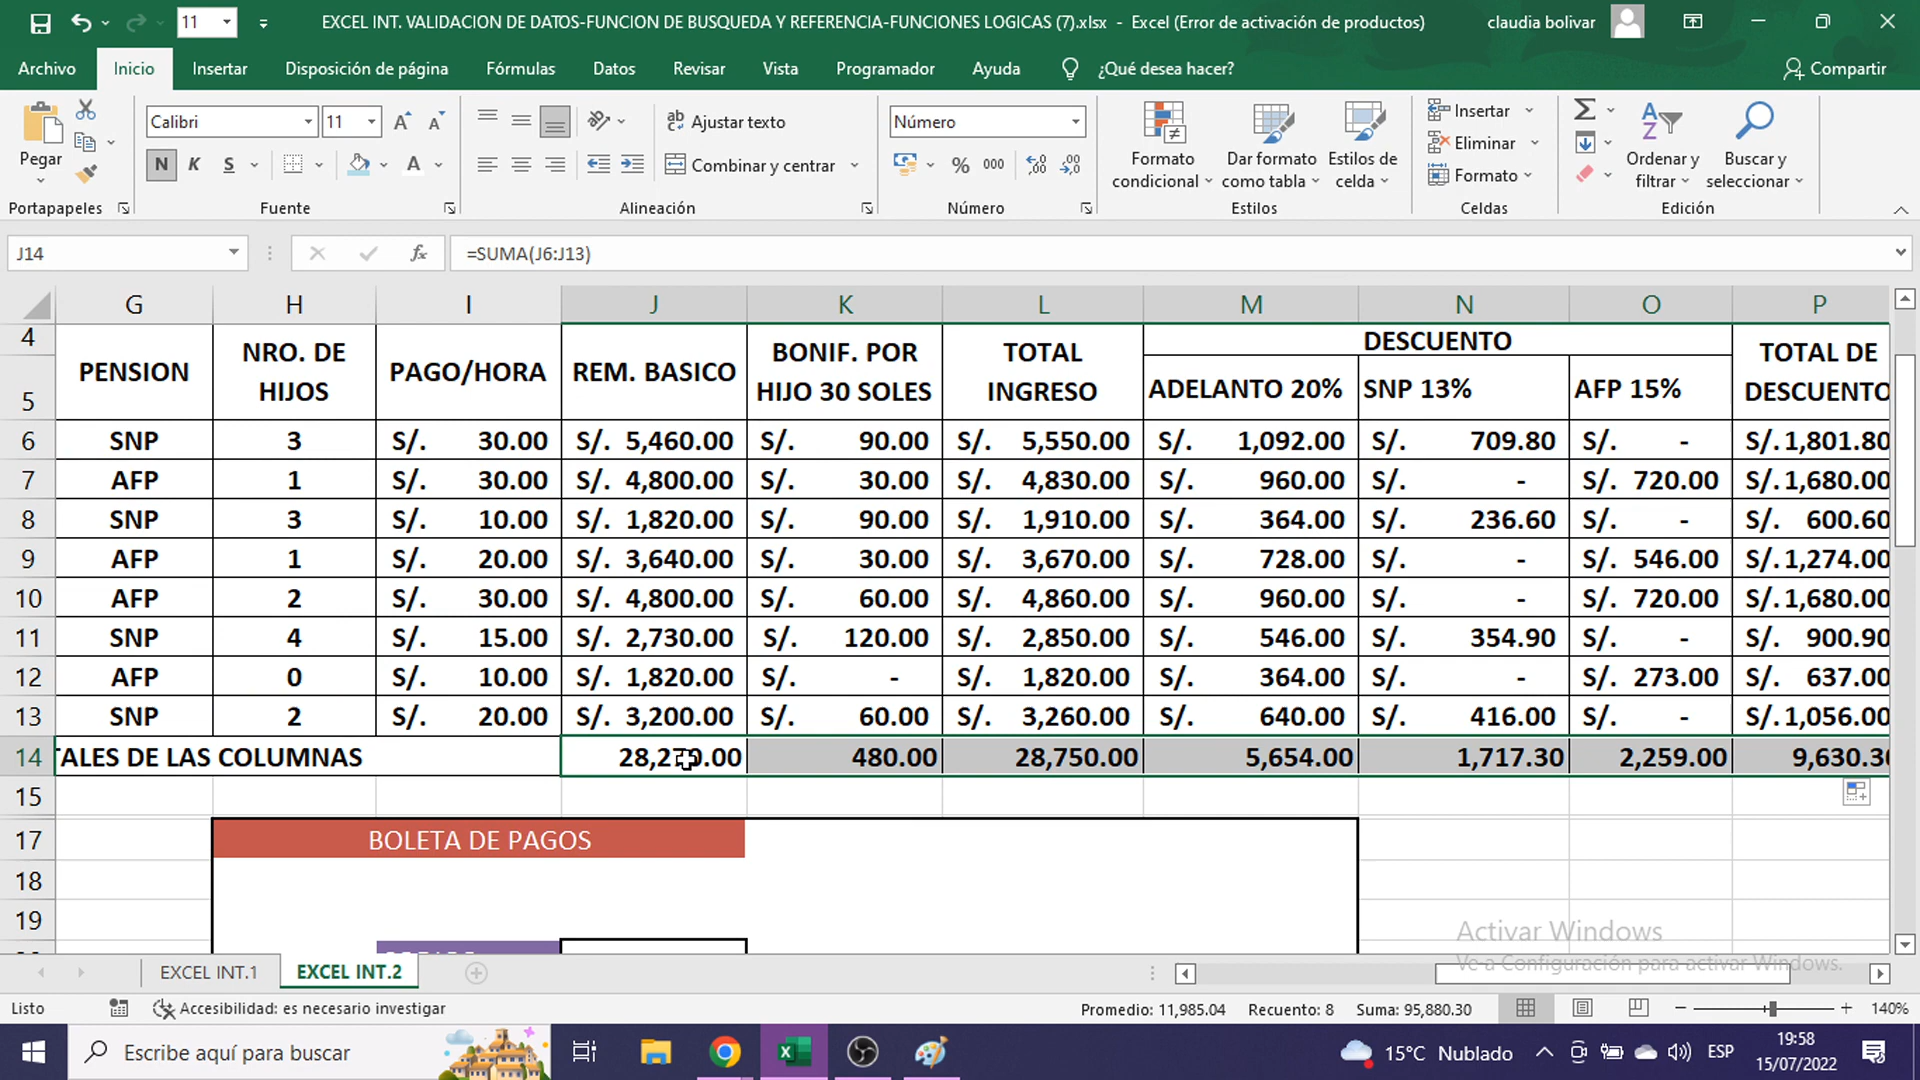 11 EXCEL INT. VALIDACION DE DATOS-FUNCION DE BUSQUEDA Y REFERENCIA-FUNCIONES LOGICAS (7).xlsx - Excel (Error de activación de productos) claudia bolivar
Archivo Inicio Insertar Disposición de página Fórmulas Datos Revisar Vista Programador Ayuda ¿Qué desea hacer? Compartir
Pegar Calibri 11 Ajustar texto Número Insertar
N K S A Combinar y centrar % 000 Formato condicional Dar formato como tabla Estilos de celda Eliminar Formato Ordenar y filtrar Buscar y seleccionar
Portapapeles Fuente Alineación Número Estilos Celdas Edición
J14 fx =SUMA(J6:J13)
G H I J K L M N O P
4 PENSION NRO. DE HIJOS PAGO/HORA REM. BASICO BONIF. POR HIJO 30 SOLES TOTAL INGRESO DESCUENTO TOTAL DE DESCUENTO
5 ADELANTO 20% SNP 13% AFP 15%
6 SNP 3 S/. 30.00 S/. 5,460.00 S/. 90.00 S/. 5,550.00 S/. 1,092.00 S/. 709.80 S/. - S/. 1,801.80
7 AFP 1 S/. 30.00 S/. 4,800.00 S/. 30.00 S/. 4,830.00 S/. 960.00 S/. - S/. 720.00 S/. 1,680.00
8 SNP 3 S/. 10.00 S/. 1,820.00 S/. 90.00 S/. 1,910.00 S/. 364.00 S/. 236.60 S/. - S/. 600.60
9 AFP 1 S/. 20.00 S/. 3,640.00 S/. 30.00 S/. 3,670.00 S/. 728.00 S/. - S/. 546.00 S/. 1,274.00
10 AFP 2 S/. 30.00 S/. 4,800.00 S/. 60.00 S/. 4,860.00 S/. 960.00 S/. - S/. 720.00 S/. 1,680.00
11 SNP 4 S/. 15.00 S/. 2,730.00 S/. 120.00 S/. 2,850.00 S/. 546.00 S/. 354.90 S/. - S/. 900.90
12 AFP 0 S/. 10.00 S/. 1,820.00 S/. - S/. 1,820.00 S/. 364.00 S/. - S/. 273.00 S/. 637.00
13 SNP 2 S/. 20.00 S/. 3,200.00 S/. 60.00 S/. 3,260.00 S/. 640.00 S/. 416.00 S/. - S/. 1,056.00
14 TALES DE LAS COLUMNAS 28,270.00 480.00 28,750.00 5,654.00 1,717.30 2,259.00 9,630.30
15
17 BOLETA DE PAGOS
18
19
Activar Windows
Ve a Configuración para activar Windows.
EXCEL INT.1 EXCEL INT.2
Listo Accesibilidad: es necesario investigar Promedio: 11,985.04 Recuento: 8 Suma: 95,880.30 140%
Escribe aquí para buscar 15°C Nublado ESP 19:58
15/07/2022